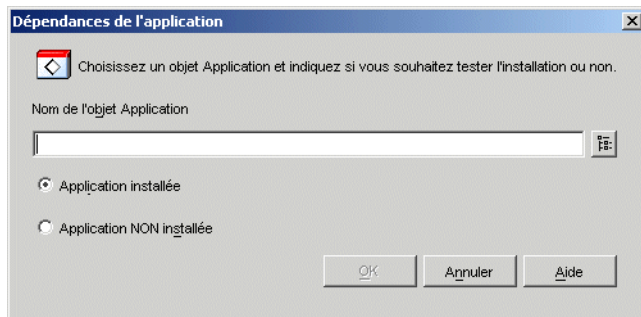 Dépendances de l'application
Choisissez un objet Application et indiquez si vous souhaitez tester l'installation ou non.
Nom de l'objet Application
Application installée
Application NON installée
OK
Annuler
Aide